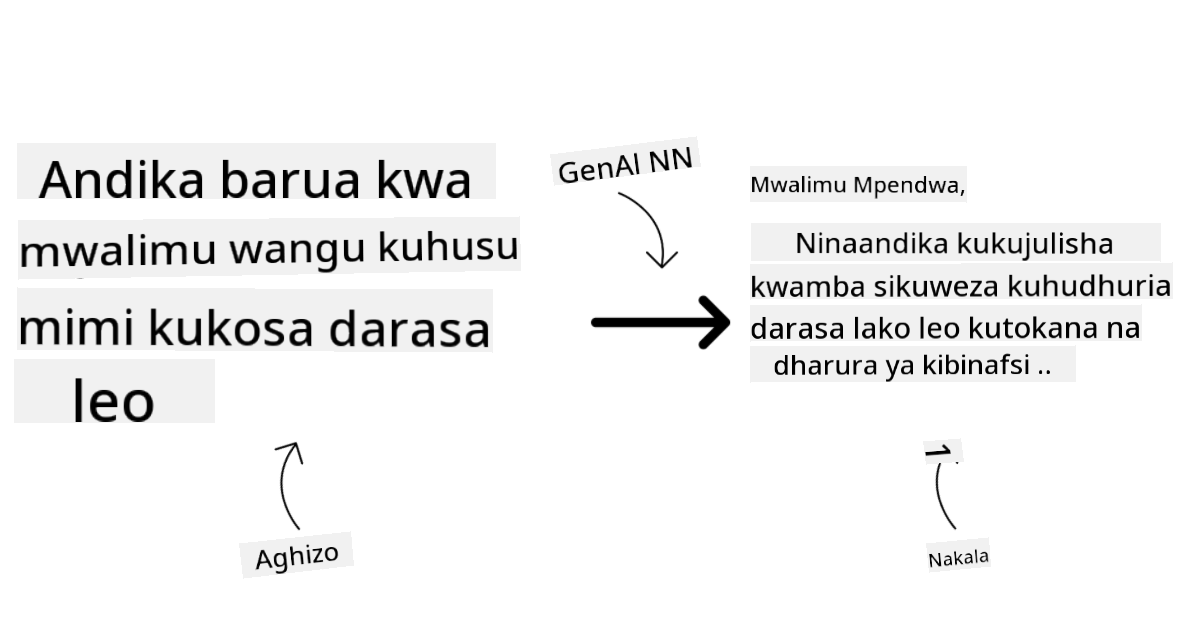 Andika barua kwa
mwalimu wangu kuhusu
mimi kukosa darasa
leo
Aghizo
GenAI NN
Mwalimu Mpendwa,
Ninaandika kukujulisha
kwamba sikuweza kuhudhuria
darasa lako leo kutokana na
dharura ya kibinafsi ..
Nakala